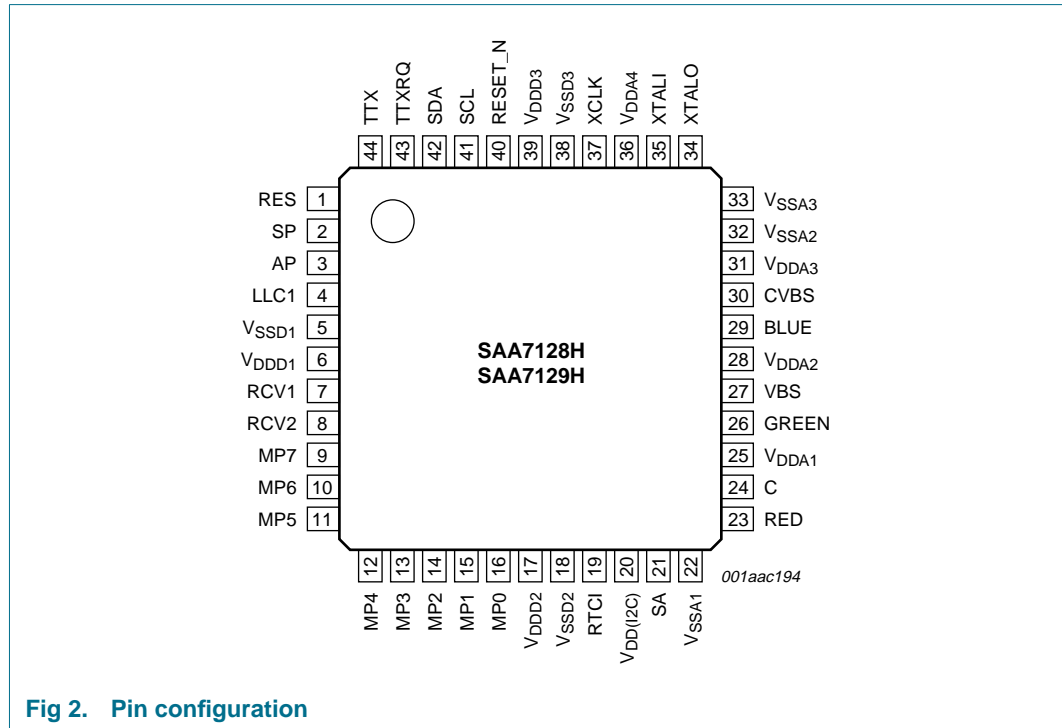 TTX
TTXRQ
SDA
SCL
RESET_N
VDDD3
VSSD3
XCLK
VDDA4
XTALI
XTALO
44
43
42
41
40
39
38
37
36
35
34
RES 1
SP 2
AP 3
LLC1 4
VSSD1 5
VDDD1 6
RCV1 7
RCV2 8
MP7 9
MP6 10
MP5 11
SAA7128H
SAA7129H
33 VSSA3
32 VSSA2
31 VDDA3
30 CVBS
29 BLUE
28 VDDA2
27 VBS
26 GREEN
25 VDDA1
24 C
23 RED
12
13
14
15
16
17
18
19
20
21
22
MP4
MP3
MP2
MP1
MP0
VDDD2
VSSD2
RTCI
VDD(I2C)
SA
VSSA1
001aac194
Fig 2. Pin configuration